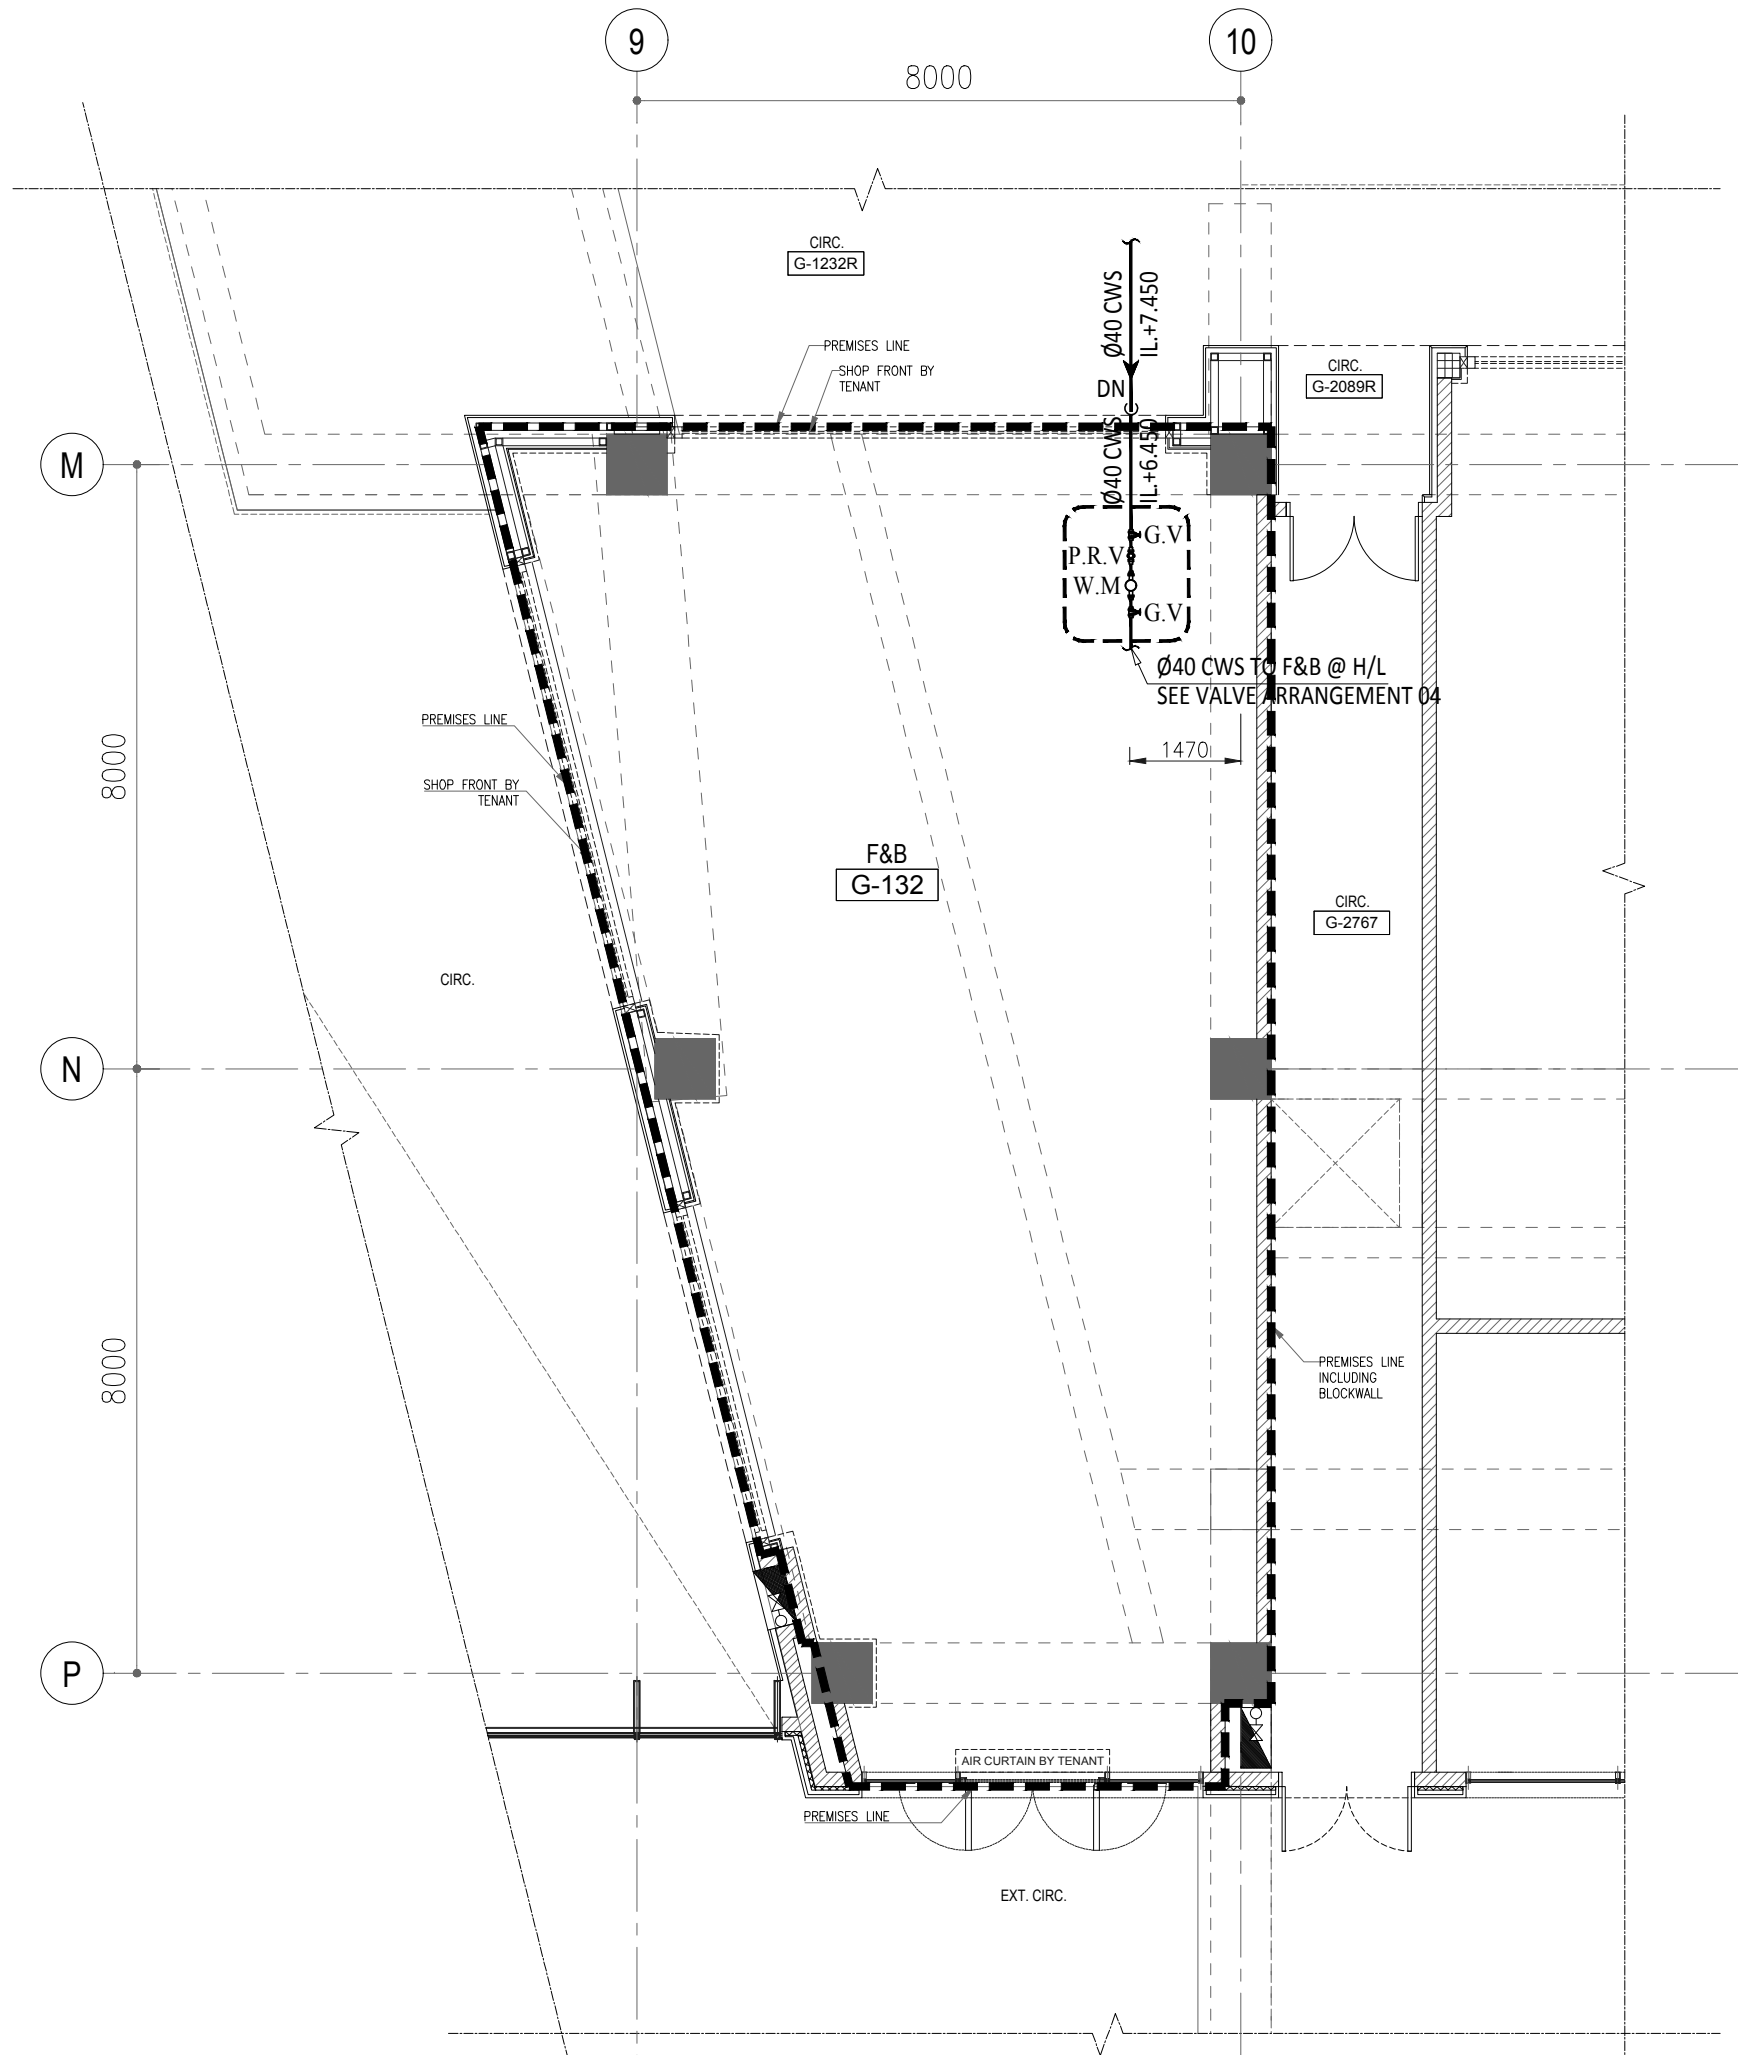 9
10
8000
CIRC.
G-1232R
Ø40 CWS
IL.+7.450
PREMISES LINE
SHOP FRONT BY
TENANT
DN
CIRC.
G-2089R
M
Ø40 CWS
IL.+6.450
G.V
P.R.V
W.M
G.V
Ø40 CWS TO F&B @ H/L
SEE VALVE ARRANGEMENT 04
PREMISES LINE
1470
8000
SHOP FRONT BY
TENANT
F&B
G-132
CIRC.
G-2767
CIRC.
N
8000
PREMISES LINE
INCLUDING
BLOCKWALL
P
AIR CURTAIN BY TENANT
PREMISES LINE
EXT. CIRC.